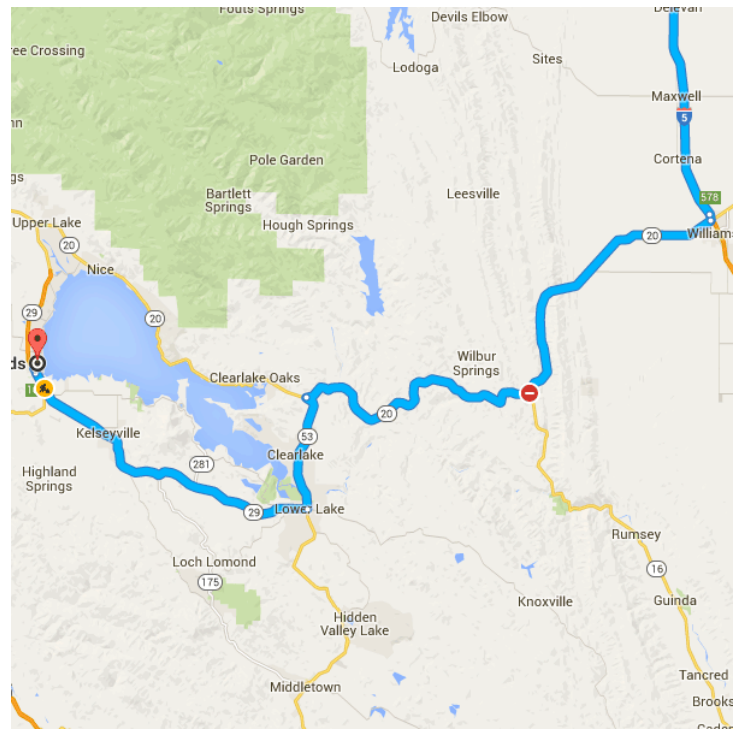 Fouts Springs
Devils Elbow
Delevan
ree Crossing
Lodoga
Sites
Maxwell
5
Cortena
Pole Garden
Bartlett
Springs
Leesville
578
Hough Springs
Upper Lake
Williams
20
20
Nice
29
20
ds
Wilbur
Springs
Clearlake Oaks
20
53
Kelseyville
Clearlake
281
Highland
Springs
29
Lower Lake
Rumsey
Loch Lomond
16
175
Knoxville
Guinda
Hidden
Valley Lake
Middletown
Tancred
Brooks